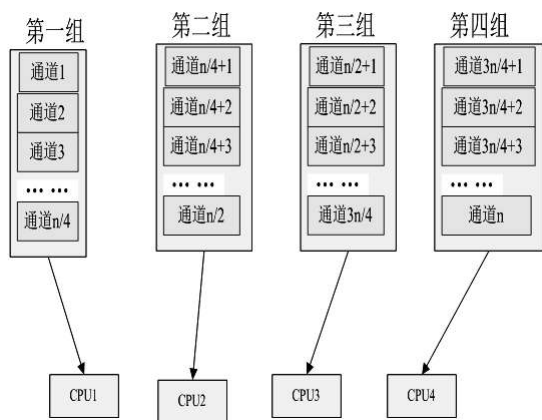 第一组
通道1
通道2
通道3
... ...
通道n/4
第二组
通道n/4+1
通道n/4+2
通道n/4+3
... ...
通道n/2
第三组
通道n/2+1
通道n/2+2
通道n/2+3
... ...
通道3n/4
第四组
通道3n/4+1
通道3n/4+2
通道3n/4+3
... ...
通道n
CPU1
CPU2
CPU3
CPU4